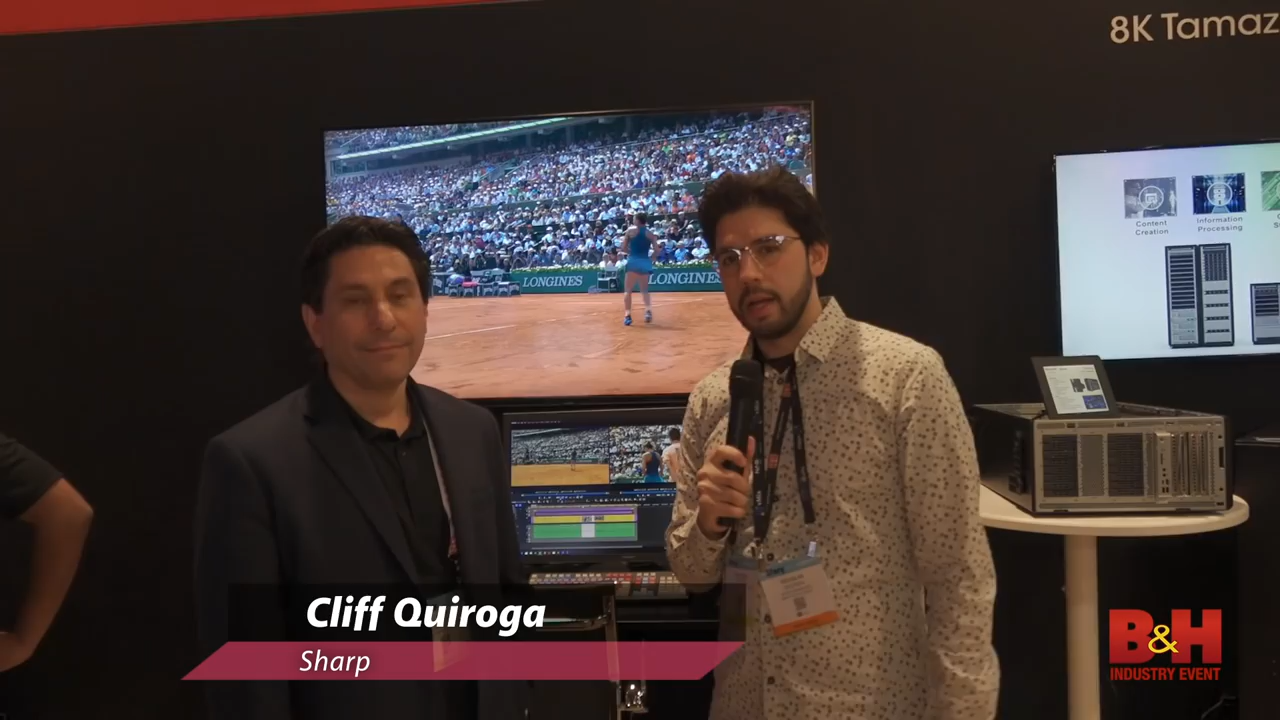 8K Tamaz
Content
Creation
Information
Processing
LONGINES
LONGINES
Cliff Quiroga
Sharp
B&H
INDUSTRY EVENT